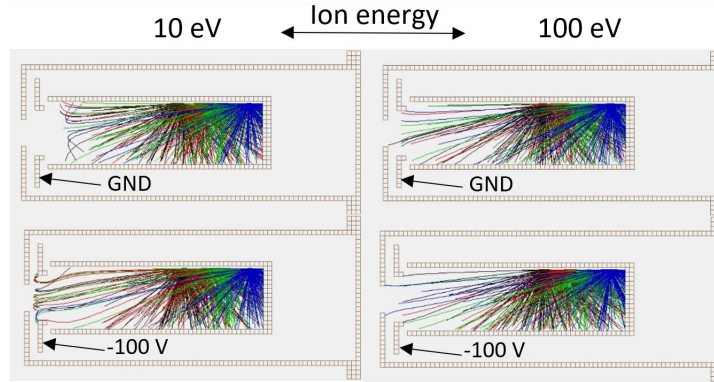 Ion energy
10 eV
100 eV
GND
GND
-100 V
-100 V